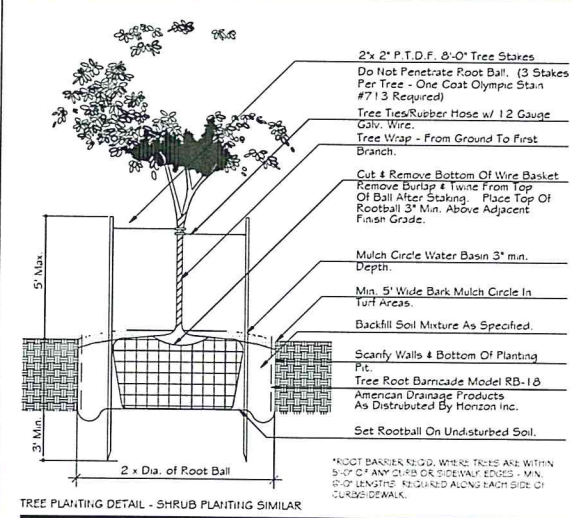 2"x 2" P.T.D.F. 8'-0" Tree Stakes
Do Not Penetrate Root Ball. (3 Stakes
Per Tree - One Coat Olympic Stain
#713 Required)
Tree Ties/Rubber Hose w/ 12 Gauge
Galv. Wire.
Tree Wrap - From Ground To First
Branch.
Cut & Remove Bottom Of Wire Basket
Remove Burlap & Twine From Top
Of Ball After Staking. Place Top Of
Rootball 3" Min. Above Adjacent
Finish Grade.
5' Max.
Mulch Circle Water Basin 3" min.
Depth.
Min. 5' Wide Bark Mulch Circle In
Turf Areas.
Backfill Soil Mixture As Specified.
Scarify Walls & Bottom Of Planting
Pit.
Tree Root Barricade Model RB-18
American Drainage Products
As Distrubuted By Horizon Inc.
Set Rootball On Undisturbed Soil.
3" Min.
2 x Dia. of Root Ball
*ROOT BARRIER REQ'D. WHERE TREES ARE WITHIN
5'-0" OF ANY CURB OR SIDEWALK EDGES - MIN.
LENGTHS REQUIRED ALONG EACH SIDE OF
CURB/SIDEWALK.
TREE PLANTING DETAIL - SHRUB PLANTING SIMILAR